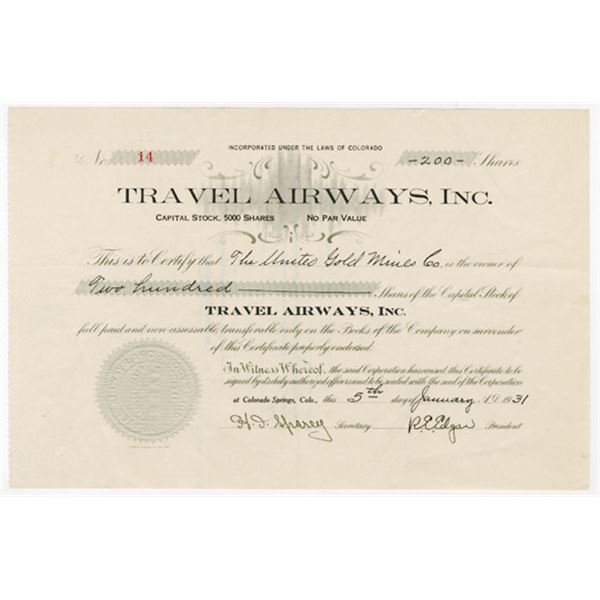 INCORPORATED UNDER THE LAWS OF COLORADO
No. 14 -200- Shares
TRAVEL AIRWAYS, INC.
CAPITAL STOCK, 5000 SHARES NO PAR VALUE
This is to Certify that The United Gold Mines Co. is the owner of
Two hundred Shares of the Capital Stock of
TRAVEL AIRWAYS, INC.
full paid and non-assessable, transferable only on the Books of the Company on surrender
of this Certificate properly endorsed.
In Witness Whereof, the said Corporation has caused this Certificate to be
signed by its duly authorized officers and to be sealed with the seal of the Corporation
at Colorado Springs, Colo., this 5th day of January A.D. 1931
Secretary R.E. Edgar President